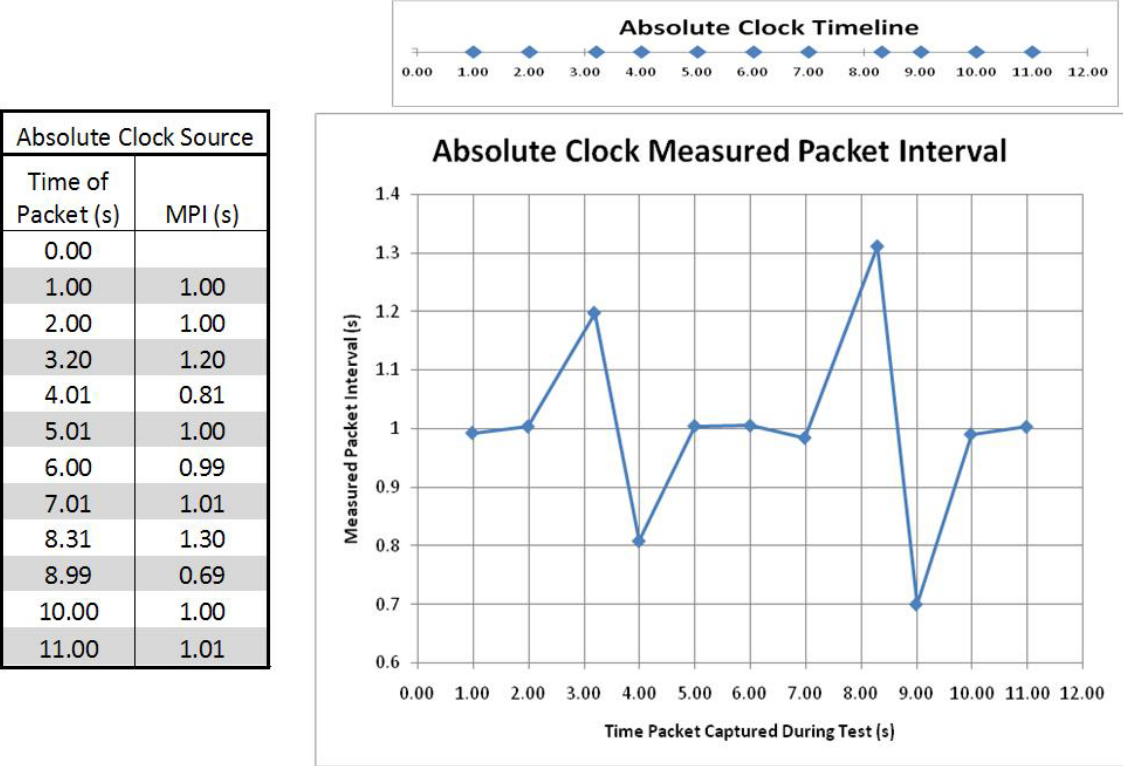 Absolute Clock Timeline
0.00 1.00 2.00 3.00 4.00 5.00 6.00 7.00 8.00 9.00 10.00 11.00 12.00
Absolute Clock Source
Time of
Packet (s) MPI (s)
0.00
1.00 1.00
2.00 1.00
3.20 1.20
4.01 0.81
5.01 1.00
6.00 0.99
7.01 1.01
8.31 1.30
8.99 0.69
10.00 1.00
11.00 1.01
Absolute Clock Measured Packet Interval
Measured Packet Interval (s)
1.4
1.3
1.2
1.1
1
0.9
0.8
0.7
0.6
0.00 1.00 2.00 3.00 4.00 5.00 6.00 7.00 8.00 9.00 10.00 11.00 12.00
Time Packet Captured During Test (s)